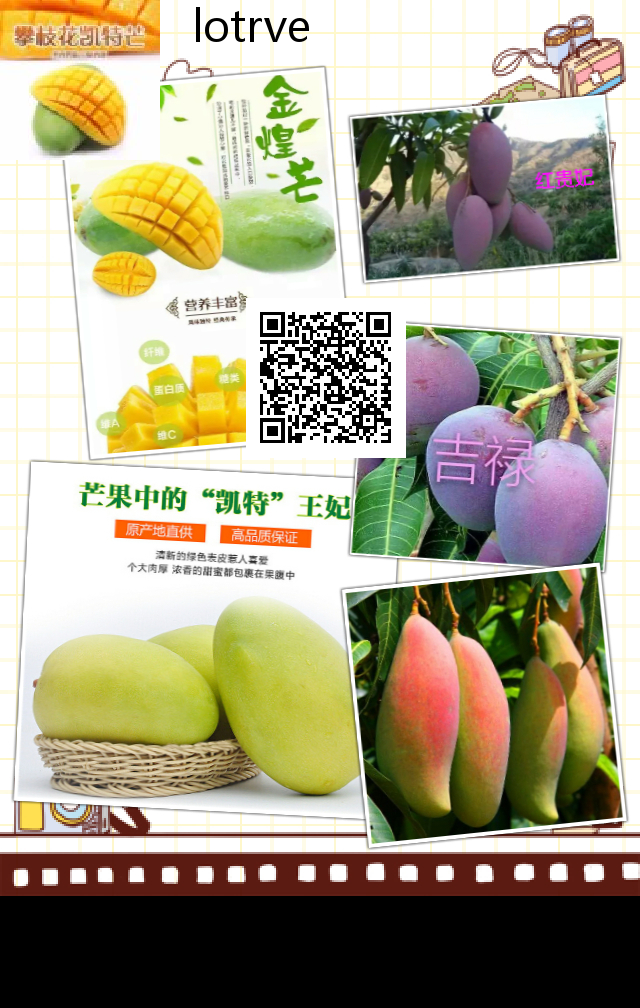 lotrve
攀枝花凯特芒
金煌芒
红贵妃
营养丰富
纤维
蛋白质
糖类
维A
维C
吉禄
芒果中的“凯特”王妃
原产地直供 高品质保证
清新的绿色表皮惹人喜爱
个大肉厚 浓香的甜蜜都包裹在果腹中